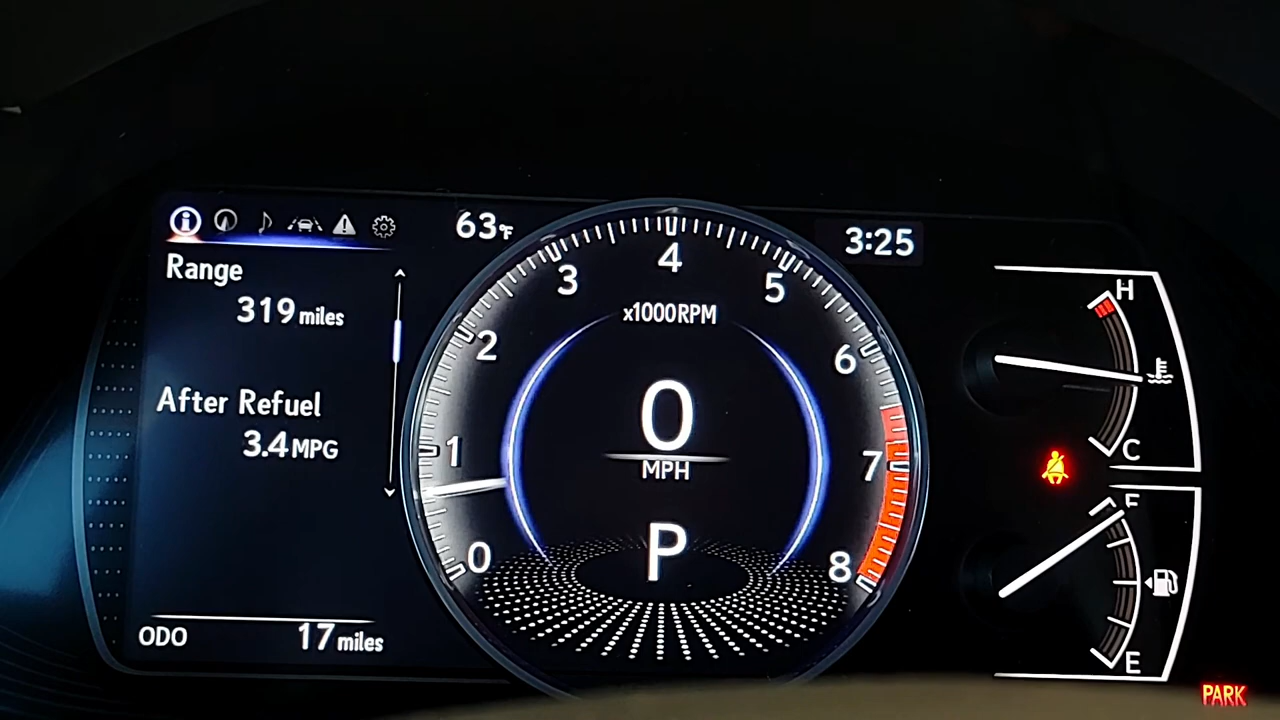 63°F
3:25
Range
319 miles
After Refuel
3.4 MPG
ODO
17 miles
0
1
2
3
4
5
6
7
8
x1000RPM
0
MPH
P
H
C
F
E
PARK